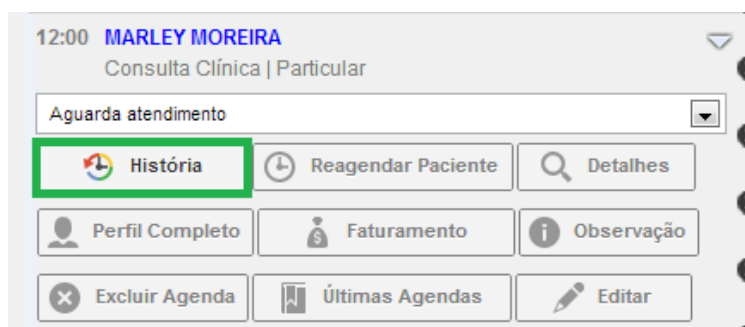 12:00 MARLEY MOREIRA
Consulta Clínica | Particular
Aguarda atendimento
História Reagendar Paciente Detalhes
Perfil Completo Faturamento Observação
Excluir Agenda Últimas Agendas Editar